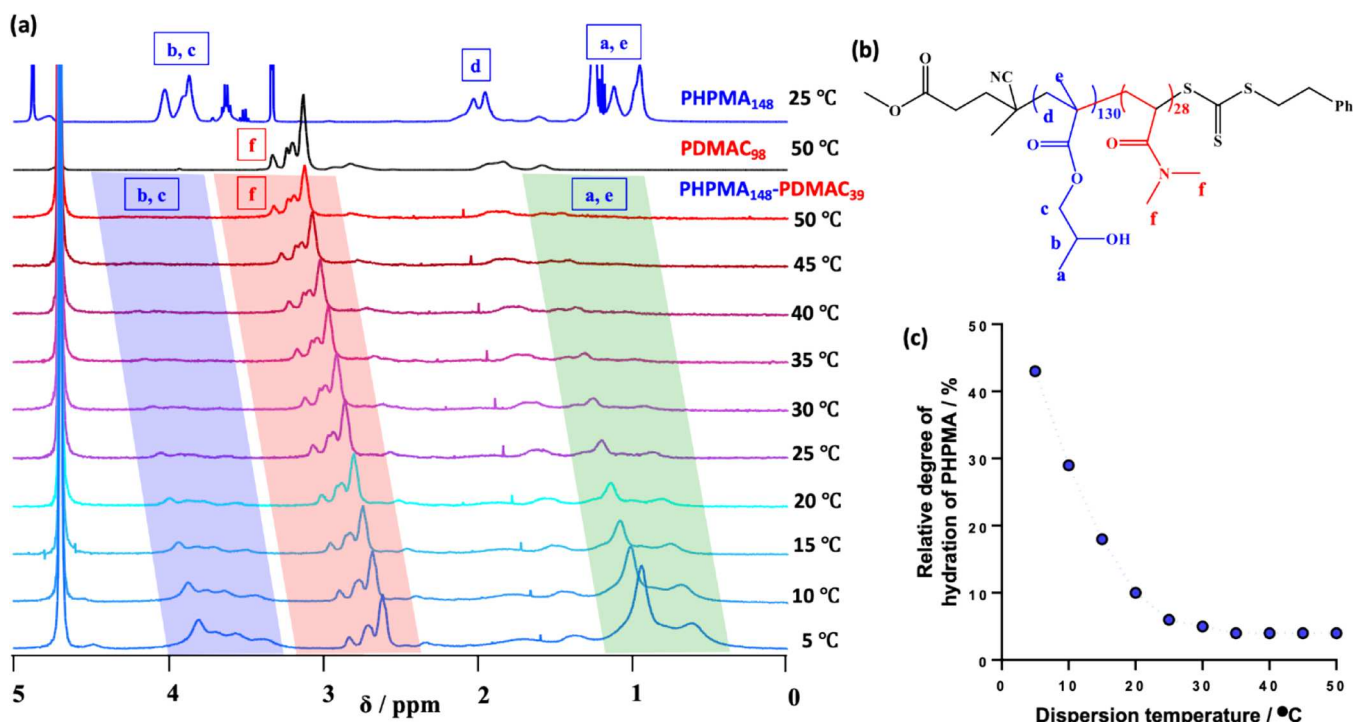 (a)
b, c
d
a, e
PHPMA148 25 °C
f
PDMAC98 50 °C
b, c
f
a, e
PHPMA148-PDMAC39
50 °C
45 °C
40 °C
35 °C
30 °C
25 °C
20 °C
15 °C
10 °C
5 °C
5 4 3 2 1 0
δ / ppm
(b)
O
O
NC
e
d
130
28
S
S
S
Ph
O
O
O
N
f
f
c
b
OH
a
(c)
Relative degree of
hydration of PHPMA / %
50
40
30
20
10
0
0 10 20 30 40 50
Dispersion temperature / •C